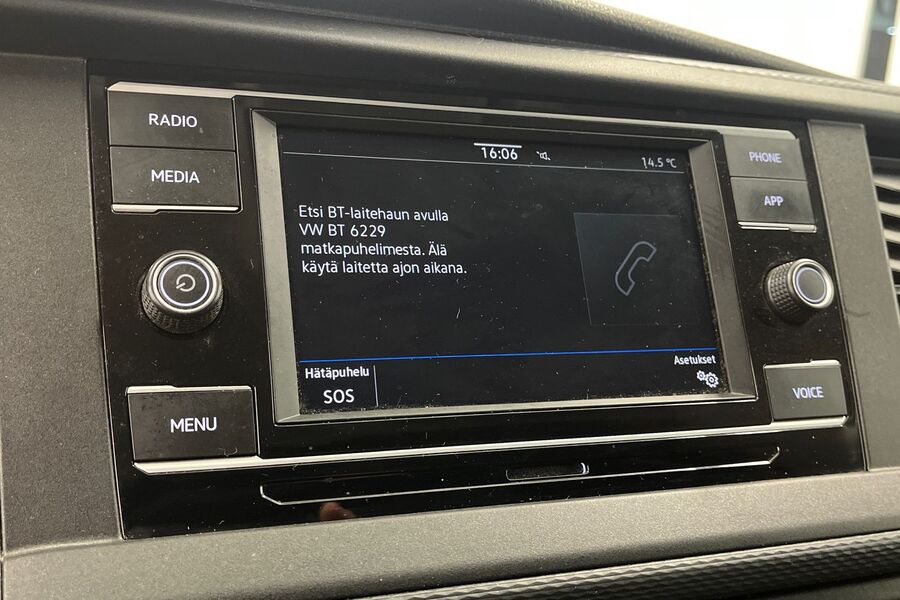 RADIO
MEDIA
MENU
16:06
14.5 °C
Etsi BT-laitehaun avulla
VW BT 6229
matkapuhelimesta. Älä
käytä laitetta ajon aikana.
Hätäpuhelu
SOS
Asetukset
PHONE
APP
VOICE